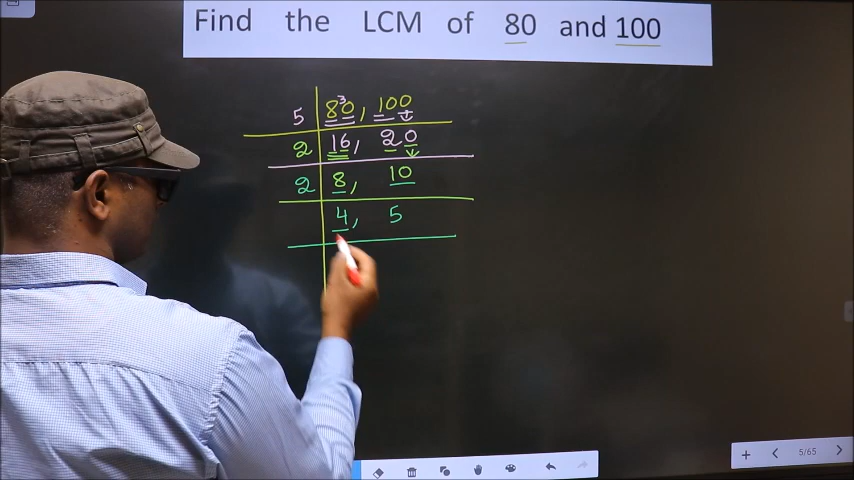 Find the LCM of 80 and 100
5 | 8³0, 100
2 | 16, 20
2 | 8, 10
4, 5
5/65